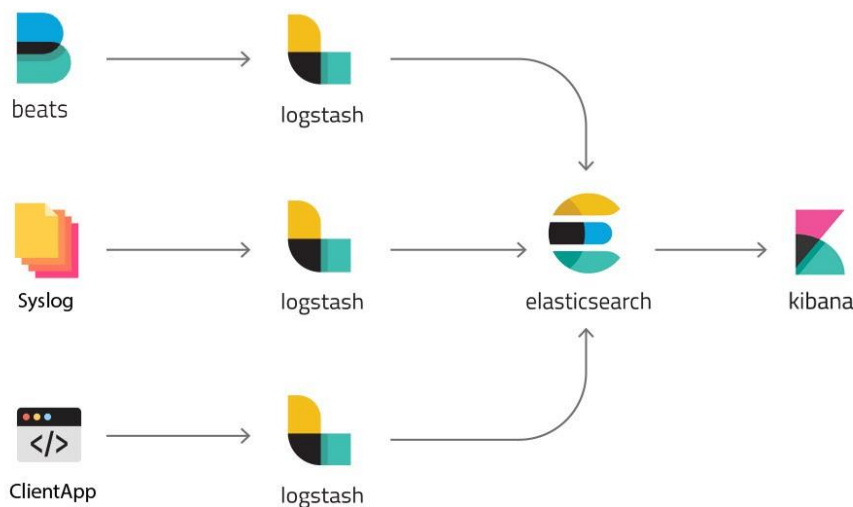 beats
logstash
Syslog
logstash
elasticsearch
kibana
</>
ClientApp
logstash